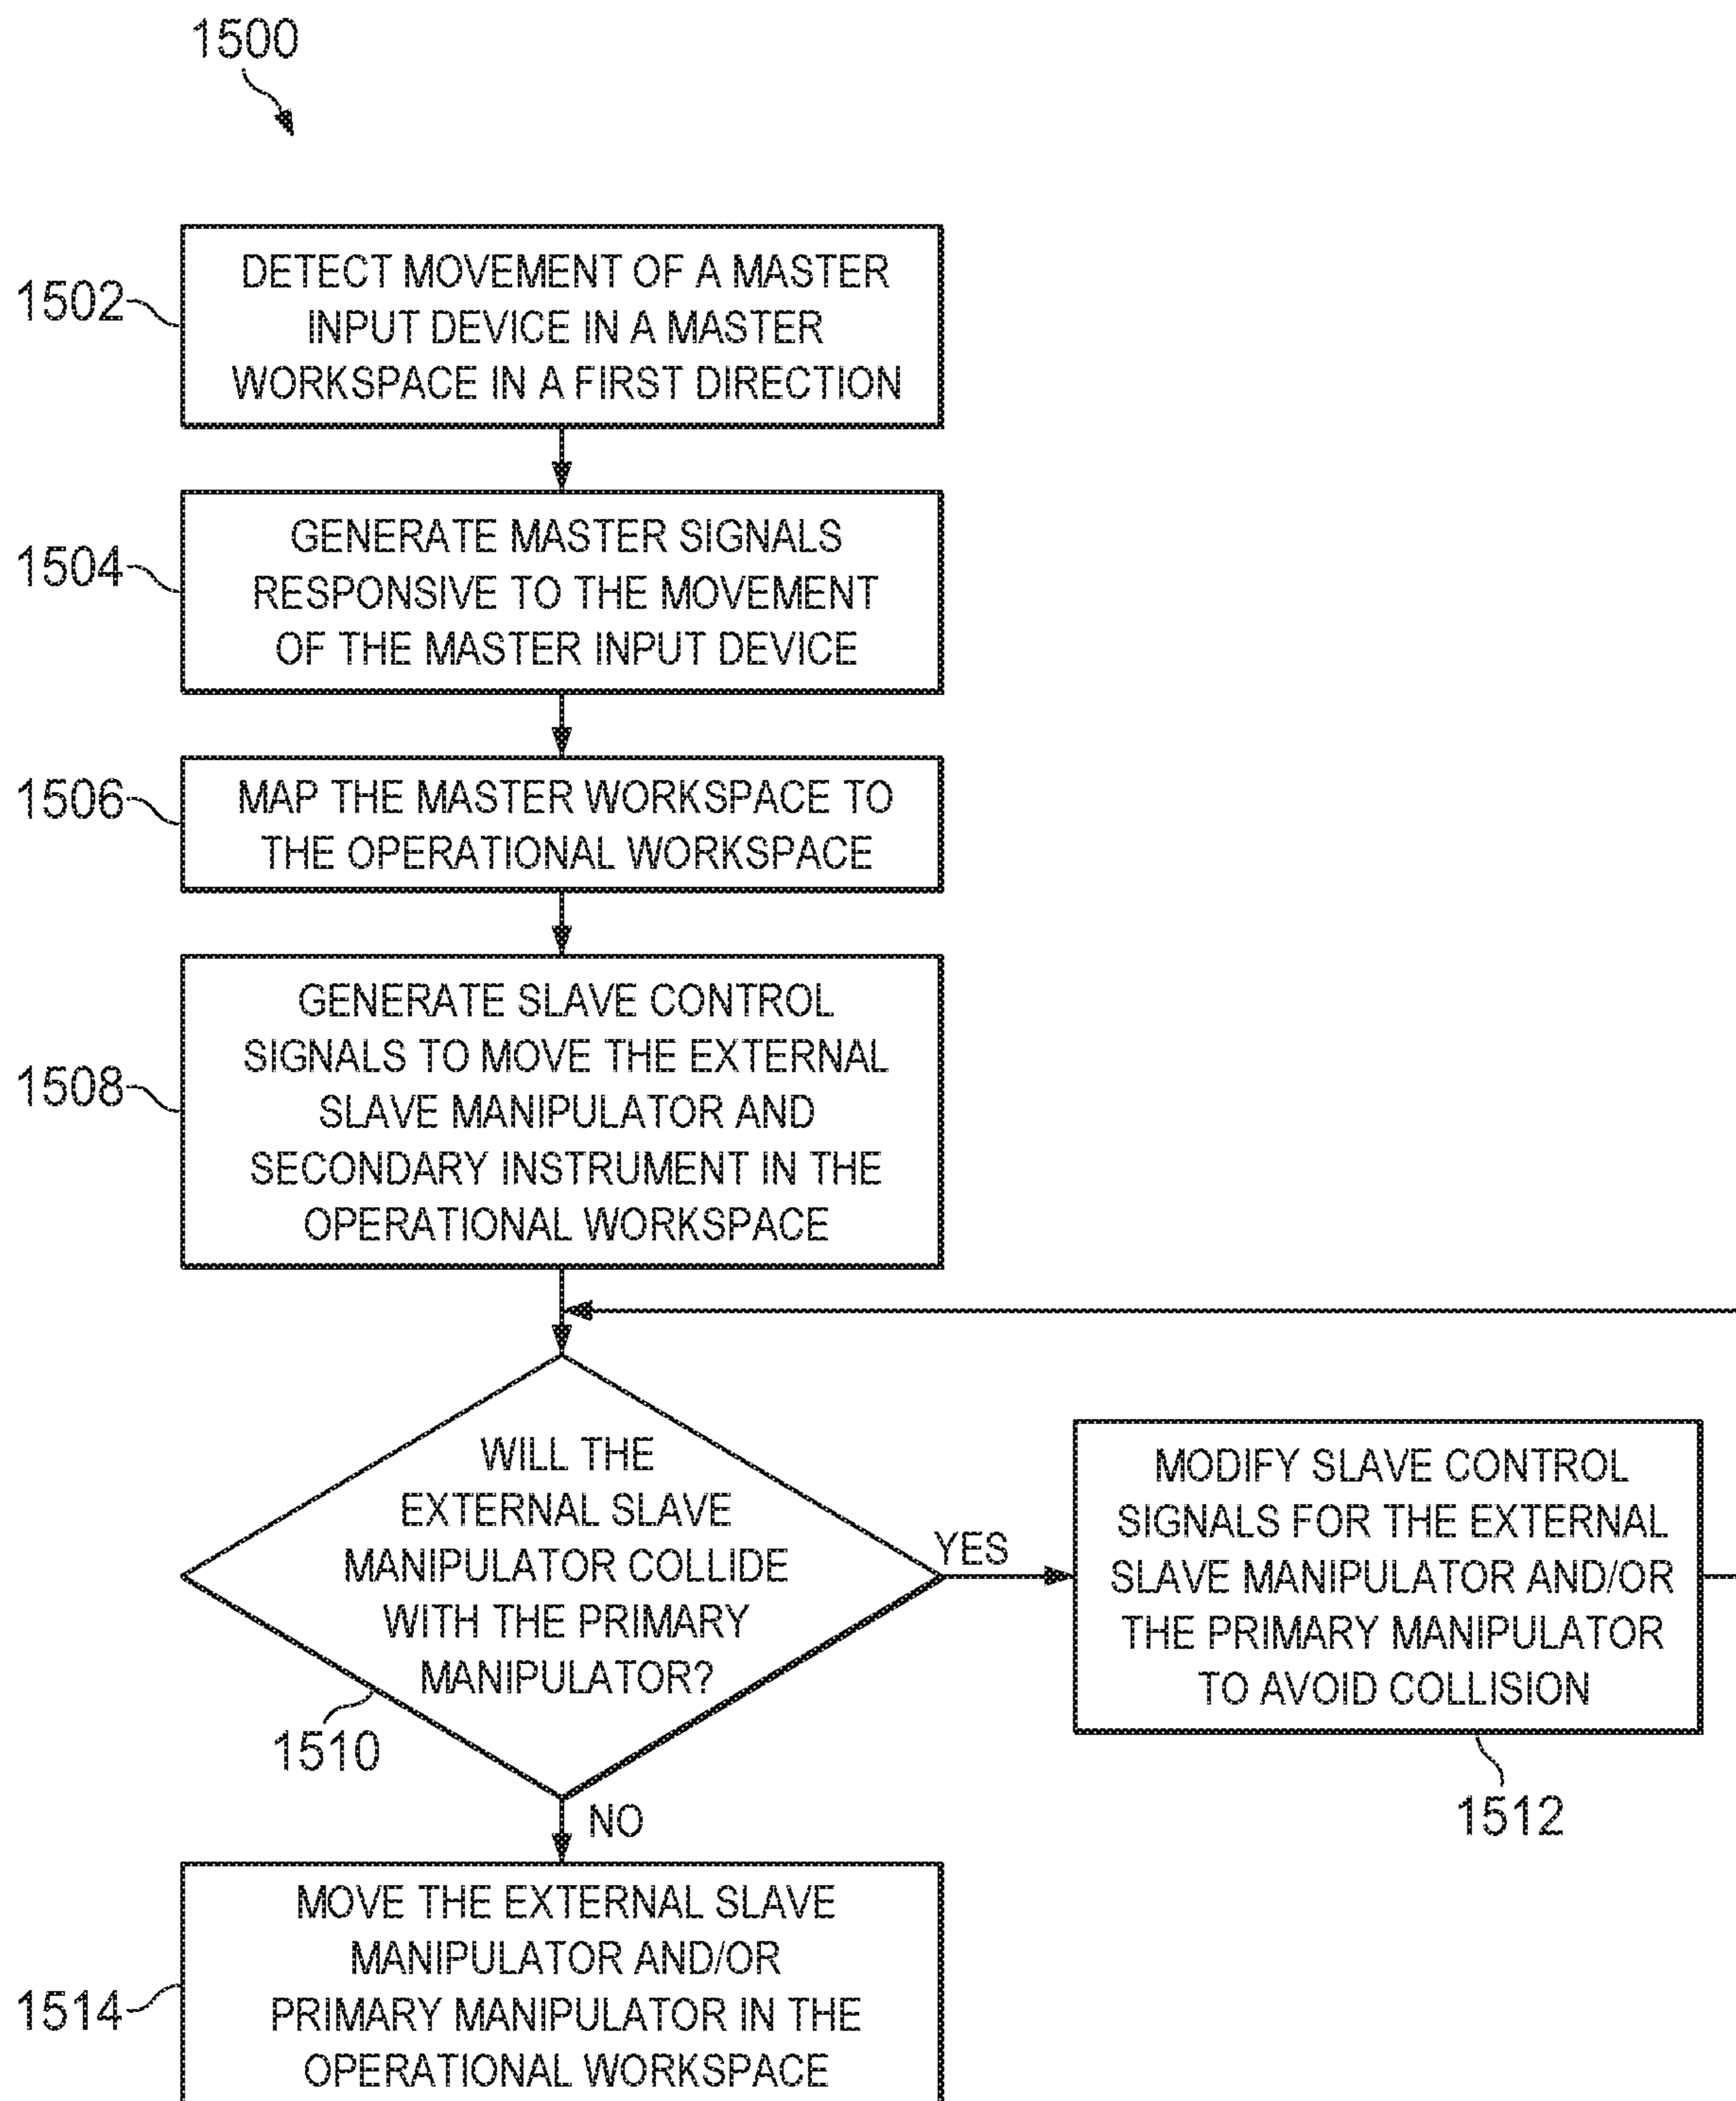 1500
1502
DETECT MOVEMENT OF A MASTER
INPUT DEVICE IN A MASTER
WORKSPACE IN A FIRST DIRECTION
1504
GENERATE MASTER SIGNALS
RESPONSIVE TO THE MOVEMENT
OF THE MASTER INPUT DEVICE
1506
MAP THE MASTER WORKSPACE TO
THE OPERATIONAL WORKSPACE
1508
GENERATE SLAVE CONTROL
SIGNALS TO MOVE THE EXTERNAL
SLAVE MANIPULATOR AND
SECONDARY INSTRUMENT IN THE
OPERATIONAL WORKSPACE
WILL THE
EXTERNAL SLAVE
MANIPULATOR COLLIDE
WITH THE PRIMARY
MANIPULATOR?
1510
YES
MODIFY SLAVE CONTROL
SIGNALS FOR THE EXTERNAL
SLAVE MANIPULATOR AND/OR
THE PRIMARY MANIPULATOR
TO AVOID COLLISION
1512
NO
1514
MOVE THE EXTERNAL SLAVE
MANIPULATOR AND/OR
PRIMARY MANIPULATOR IN THE
OPERATIONAL WORKSPACE